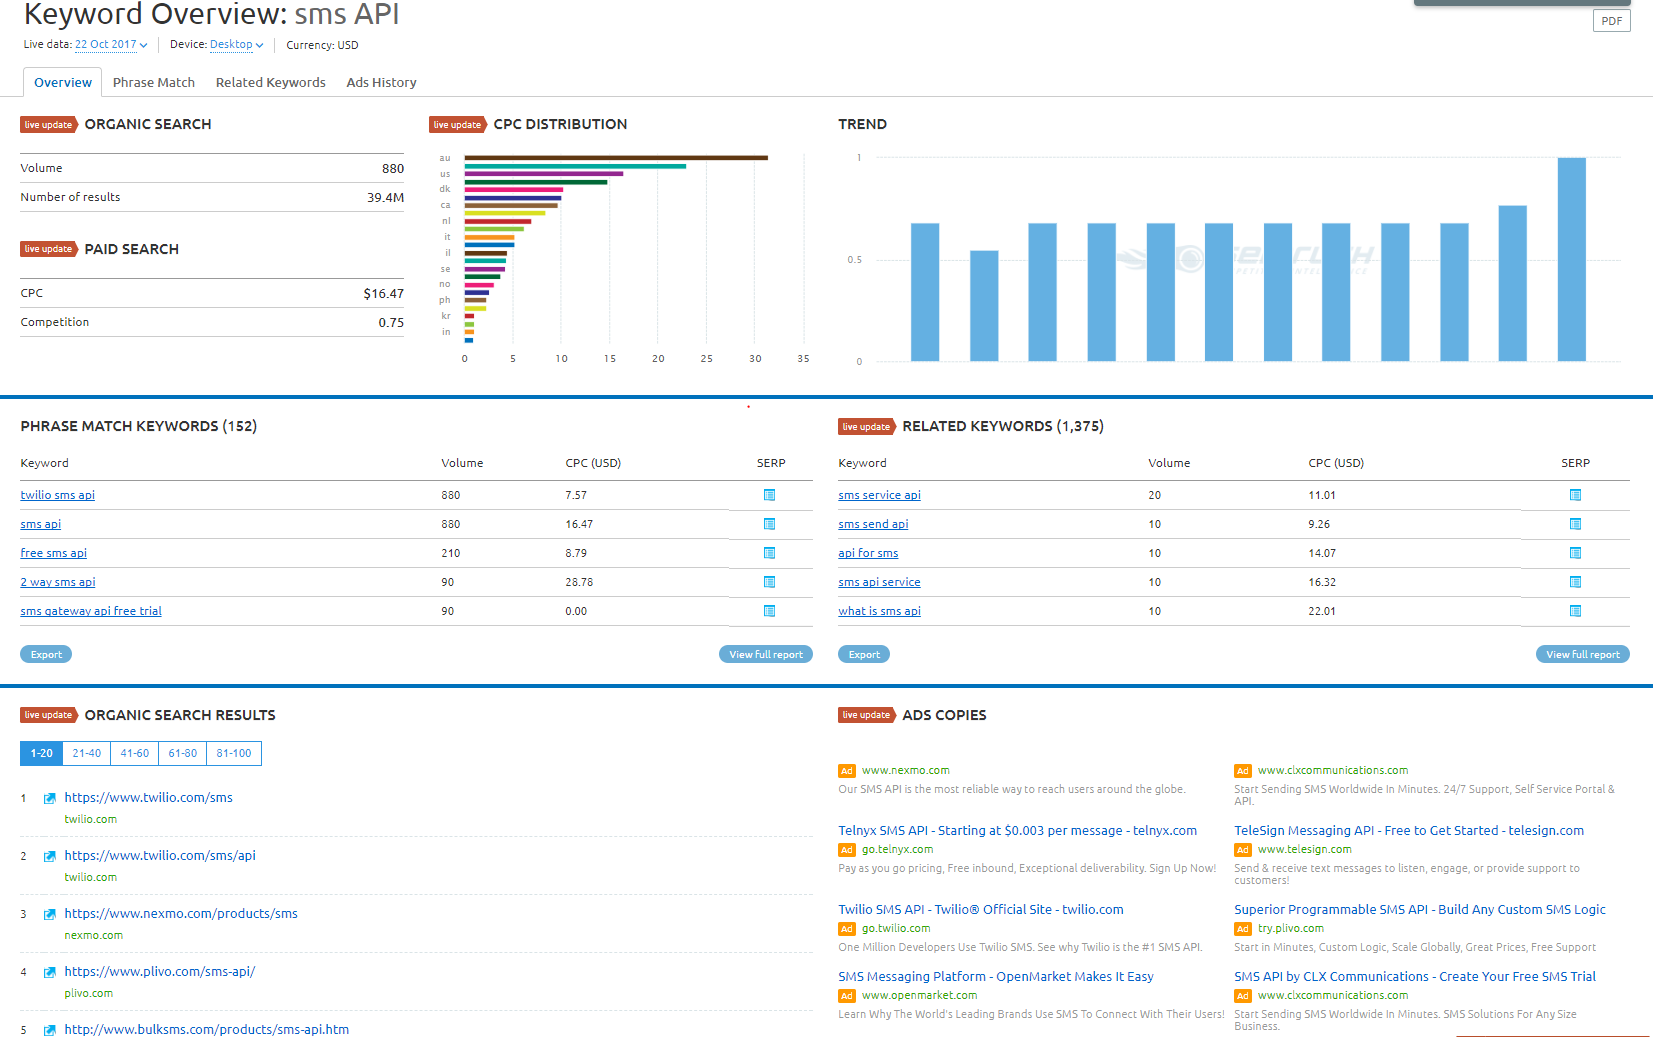 Keyword Overview: sms API
PDF
Live data: 22 Oct 2017 Device: Desktop Currency: USD
Overview Phrase Match Related Keywords Ads History
live update ORGANIC SEARCH
Volume 880
Number of results 39.4M
live update PAID SEARCH
CPC $16.47
Competition 0.75
live update CPC DISTRIBUTION
au
us
dk
ca
nl
it
il
se
no
ph
kr
in
0 5 10 15 20 25 30 35
TREND
1
0.5
0
PHRASE MATCH KEYWORDS (152)
Keyword Volume CPC (USD) SERP
twilio sms api 880 7.57
sms api 880 16.47
free sms api 210 8.79
2 way sms api 90 28.78
sms gateway api free trial 90 0.00
Export View full report
live update RELATED KEYWORDS (1,375)
Keyword Volume CPC (USD) SERP
sms service api 20 11.01
sms send api 10 9.26
api for sms 10 14.07
sms api service 10 16.32
what is sms api 10 22.01
Export View full report
live update ORGANIC SEARCH RESULTS
1-20 21-40 41-60 61-80 81-100
1 https://www.twilio.com/sms
twilio.com
2 https://www.twilio.com/sms/api
twilio.com
3 https://www.nexmo.com/products/sms
nexmo.com
4 https://www.plivo.com/sms-api/
plivo.com
5 http://www.bulksms.com/products/sms-api.htm
live update ADS COPIES
Ad www.nexmo.com
Our SMS API is the most reliable way to reach users around the globe.
Telnyx SMS API - Starting at $0.003 per message - telnyx.com
Ad go.telnyx.com
Pay as you go pricing, Free inbound, Exceptional deliverability. Sign Up Now!
Twilio SMS API - Twilio® Official Site - twilio.com
Ad go.twilio.com
One Million Developers Use Twilio SMS. See why Twilio is the #1 SMS API.
SMS Messaging Platform - OpenMarket Makes It Easy
Ad www.openmarket.com
Learn Why The World's Leading Brands Use SMS To Connect With Their Users!
Ad www.clxcommunications.com
Start Sending SMS Worldwide In Minutes. 24/7 Support, Self Service Portal &
API.
TeleSign Messaging API - Free to Get Started - telesign.com
Ad www.telesign.com
Send & receive text messages to listen, engage, or provide support to
customers!
Superior Programmable SMS API - Build Any Custom SMS Logic
Ad try.plivo.com
Start in Minutes, Custom Logic, Scale Globally, Great Prices, Free Support
SMS API by CLX Communications - Create Your Free SMS Trial
Ad www.clxcommunications.com
Start Sending SMS Worldwide In Minutes. SMS Solutions For Any Size
Business.